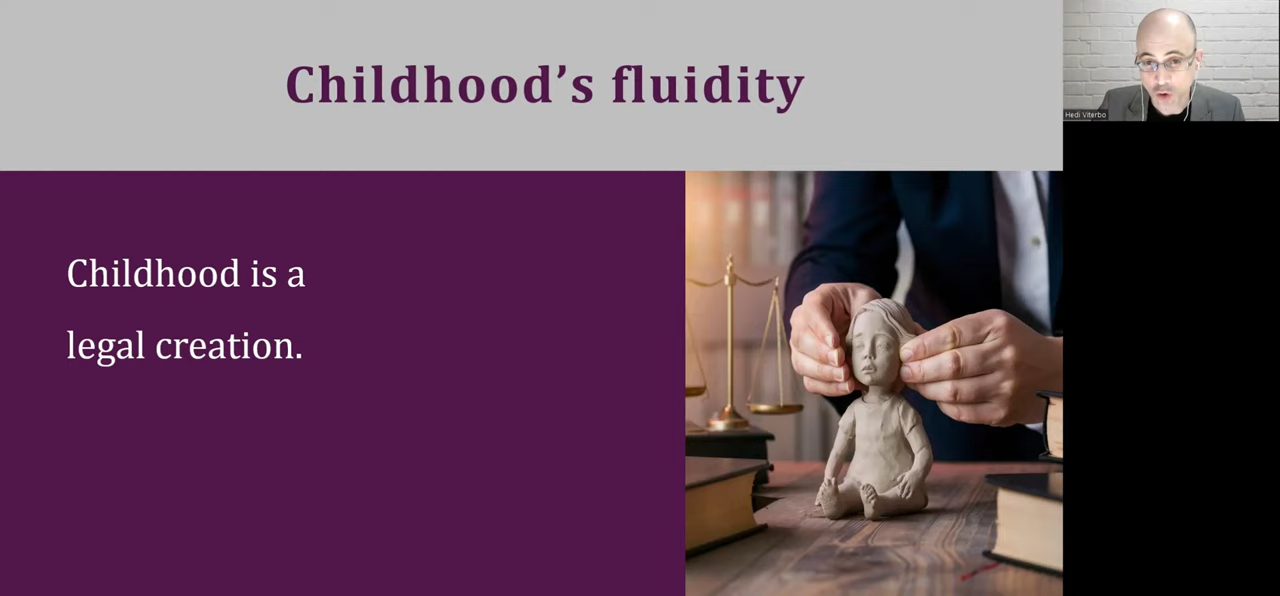 Childhood’s fluidity
Hedi Viterbo
Childhood is a
legal creation.